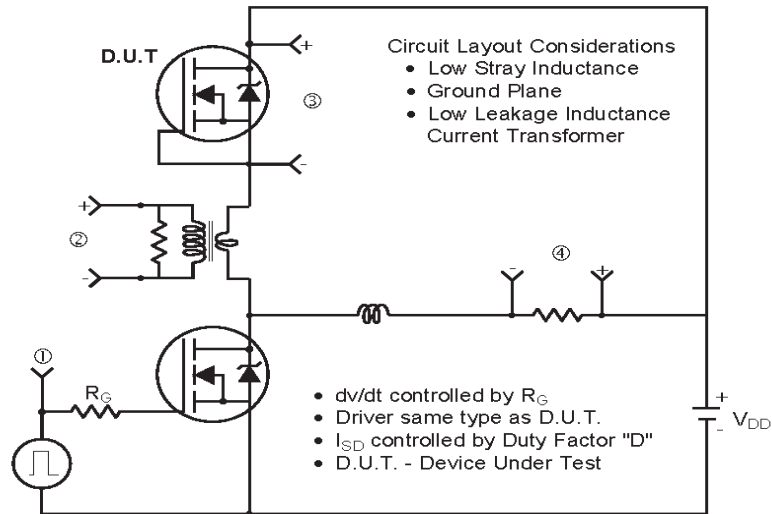 D.U.T
+
③
-
Circuit Layout Considerations
• Low Stray Inductance
• Ground Plane
• Low Leakage Inductance
Current Transformer
+
②
-
④
- +
①
R_G
• dv/dt controlled by R_G
• Driver same type as D.U.T.
• I_SD controlled by Duty Factor "D"
• D.U.T. - Device Under Test
+
V_DD
-